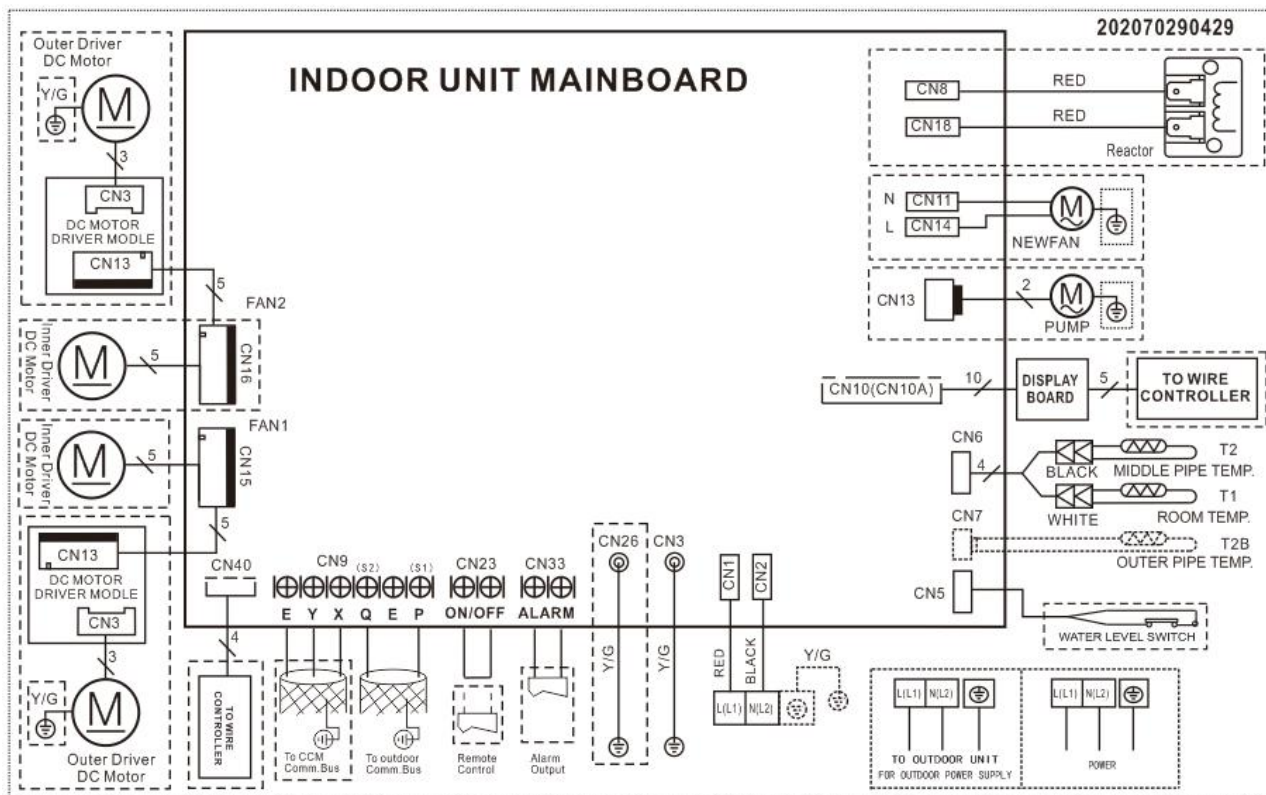 202070290429
INDOOR UNIT MAINBOARD
Outer Driver
DC Motor
Y/G
M
3
CN3
DC MOTOR
DRIVER MODLE
CN13
5
FAN2
Inner Driver
DC Motor
M
5
CN16
FAN1
Inner Driver
DC Motor
M
5
CN15
5
CN13
DC MOTOR
DRIVER MODLE
CN3
3
Y/G
M
Outer Driver
DC Motor
CN8
RED
CN18
RED
Reactor
N
CN11
L
CN14
M
NEWFAN
CN13
2
M
PUMP
CN10(CN10A)
10
DISPLAY
BOARD
5
TO WIRE
CONTROLLER
CN6
4
BLACK
T2
MIDDLE PIPE TEMP.
WHITE
T1
ROOM TEMP.
CN7
T2B
OUTER PIPE TEMP.
CN5
WATER LEVEL SWITCH
CN40
4
TO WIRE
CONTROLLER
CN9
(S2)
(S1)
E Y X Q E P
To CCM
Comm.Bus
To outdoor
Comm.Bus
CN23
ON/OFF
Remote
Control
CN33
ALARM
Alarm
Output
CN26
Y/G
CN3
Y/G
CN1
CN2
RED
BLACK
Y/G
L(L1) N(L2)
L(L1) N(L2)
TO OUTDOOR UNIT
FOR OUTDOOR POWER SUPPLY
L(L1) N(L2)
POWER